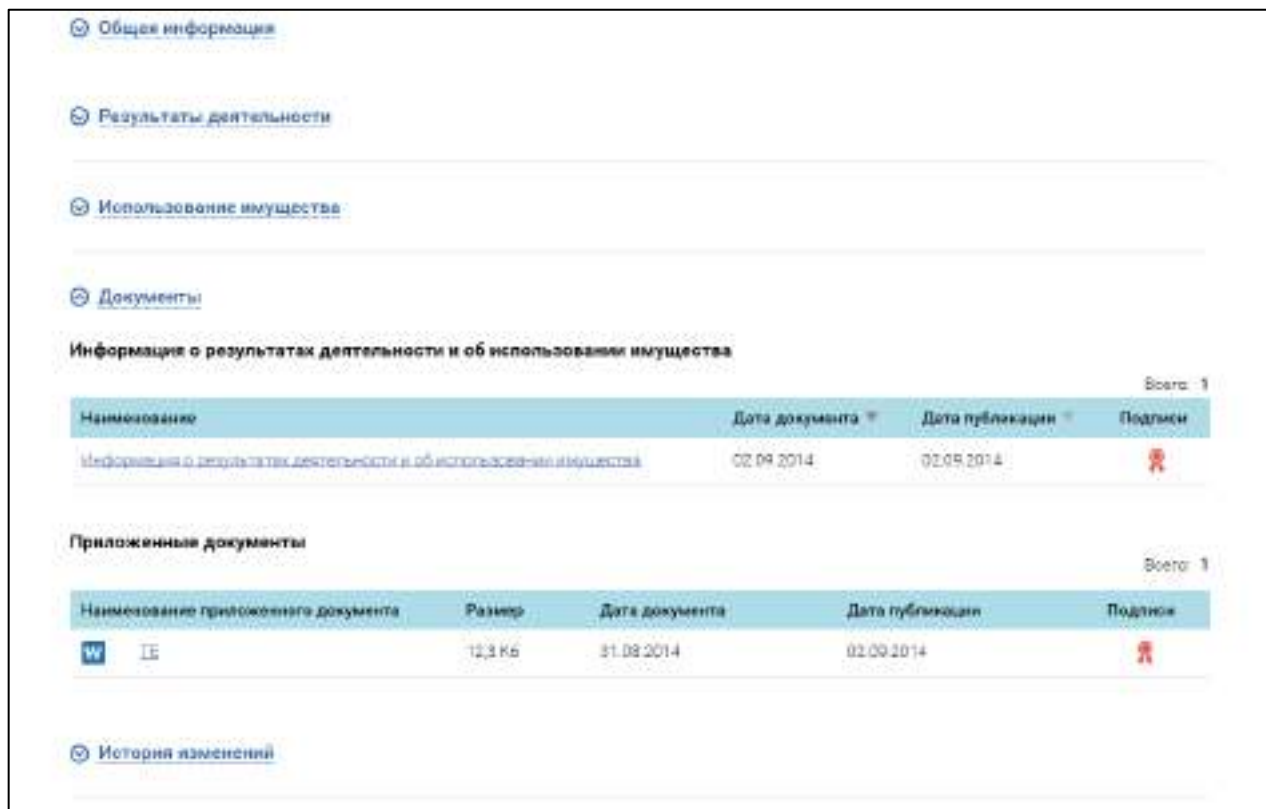 Общая информация
Результаты деятельности
Использование имущества
Документы
Информация о результатах деятельности и об использовании имущества
Всего: 1
Наименование Дата документа Дата публикации Подписи
Информация о результатах деятельности и об использовании имущества 02.09.2014 02.09.2014
Приложенные документы
Всего: 1
Наименование приложенного документа Размер Дата документа Дата публикации Подписи
W 12,3 Кб 31.08.2014 02.09.2014
История изменений